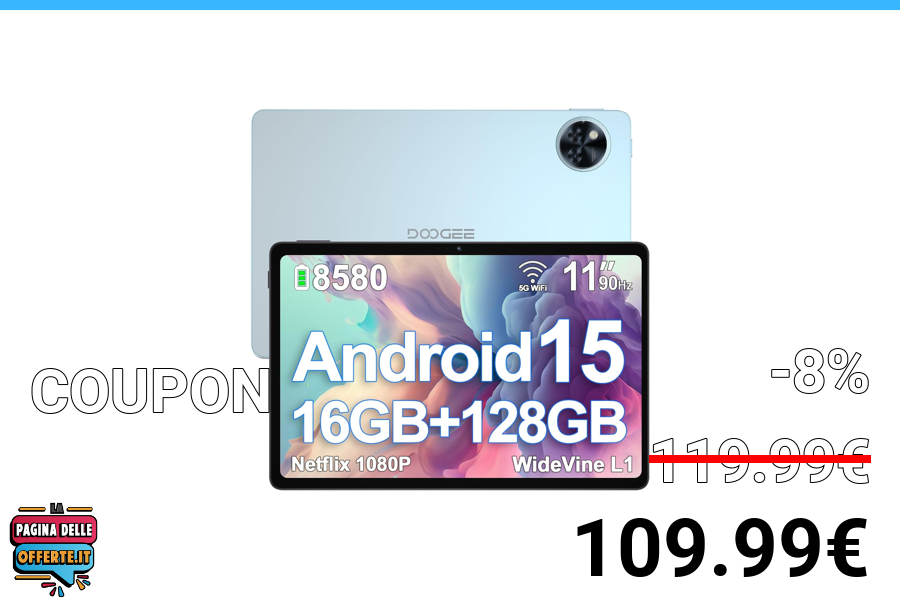 DOOGEE
8580
5G WiFi
11" 90Hz
Android 15
16GB+128GB
Netflix 1080P
WideVine L1
COUPON
-8%
119.99€
109.99€
LA
PAGINA DELLE
OFFERTE.IT